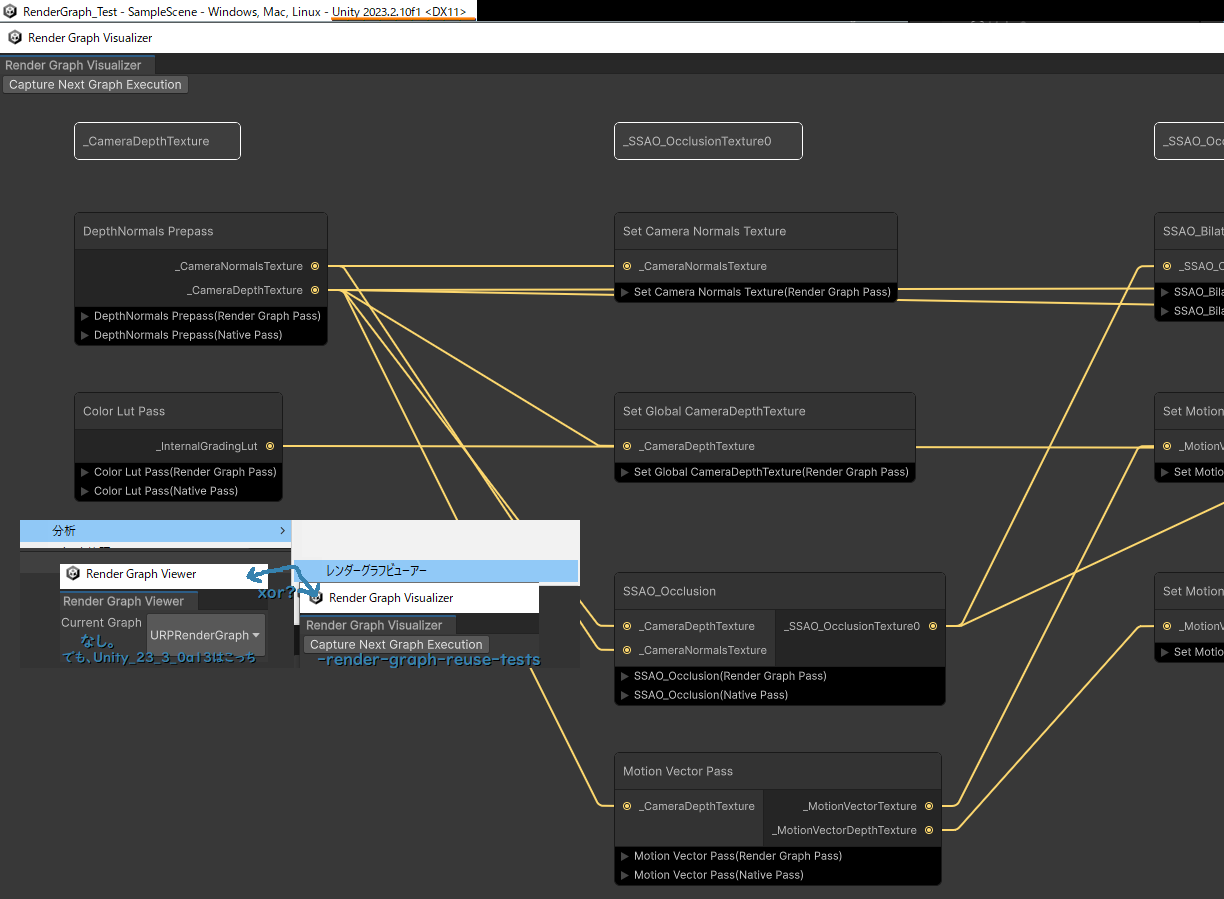 RenderGraph_Test - SampleScene - Windows, Mac, Linux - Unity 2023.2.10f1 <DX11>
Render Graph Visualizer
Render Graph Visualizer
Capture Next Graph Execution
_CameraDepthTexture
_SSAO_OcclusionTexture0
_SSAO_Occ
DepthNormals Prepass
_CameraNormalsTexture
_CameraDepthTexture
DepthNormals Prepass(Render Graph Pass)
DepthNormals Prepass(Native Pass)
Set Camera Normals Texture
_CameraNormalsTexture
Set Camera Normals Texture(Render Graph Pass)
SSAO_Bilat
_SSAO_O
SSAO_Bila
SSAO_Bila
Color Lut Pass
_InternalGradingLut
Color Lut Pass(Render Graph Pass)
Color Lut Pass(Native Pass)
Set Global CameraDepthTexture
_CameraDepthTexture
Set Global CameraDepthTexture(Render Graph Pass)
Set Motion
_MotionV
Set Motio
分析
レンダーグラフビューアー
Render Graph Viewer
xor?
Render Graph Visualizer
Render Graph Viewer
Current Graph
URPRenderGraph
なし。
でも、Unity_23_3_0a13はこっち
Render Graph Visualizer
Capture Next Graph Execution
-render-graph-reuse-tests
SSAO_Occlusion
_CameraDepthTexture
_SSAO_OcclusionTexture0
_CameraNormalsTexture
SSAO_Occlusion(Render Graph Pass)
SSAO_Occlusion(Native Pass)
Set Motion
_MotionV
Set Motio
Motion Vector Pass
_CameraDepthTexture
_MotionVectorTexture
_MotionVectorDepthTexture
Motion Vector Pass(Render Graph Pass)
Motion Vector Pass(Native Pass)